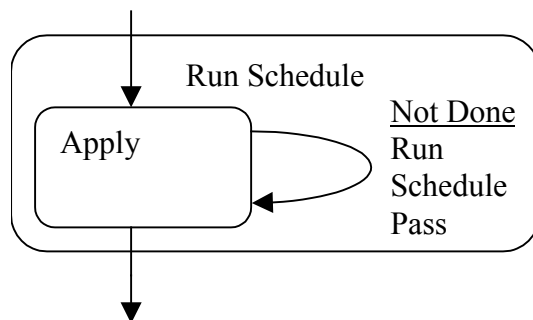 Run Schedule
Apply
Not Done
Run
Schedule
Pass